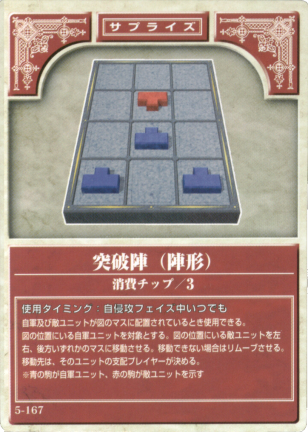 サプライズ
突破陣（陣形）
消費チップ／3
使用タイミング：自侵攻フェイズ中いつでも
自軍及び敵ユニットが図のマスに配置されているとき使用できる。
図の位置にいる自軍ユニットを対象とする。図の位置にいる敵ユニットを左
右、後方いずれかのマスに移動させる。移動できない場合はリムーブさせる。
移動先は、そのユニットの支配プレイヤーが決める。
※青の駒が自軍ユニット、赤の駒が敵ユニットを示す
5-167